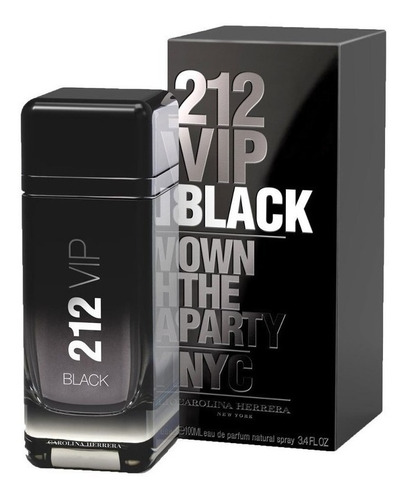 212 VIP
BLACK
CAROLINA HERRERA
212
VIP
BLACK
OWN
THE
PARTY
NYC
CAROLINA HERRERA
NEW YORK
100ML eau de parfum natural spray 3.4 FL OZ